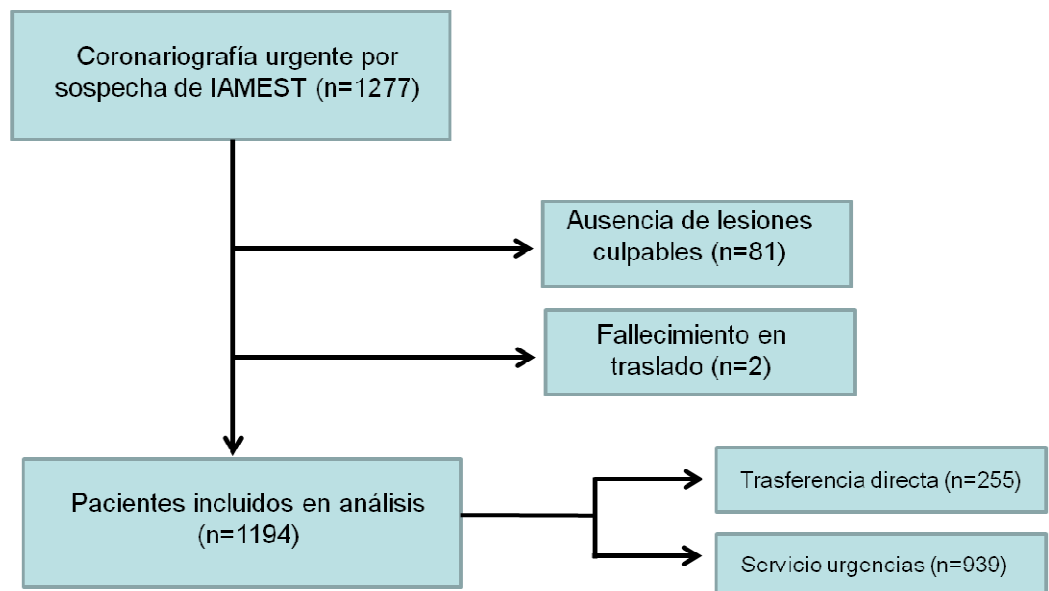 Coronariografía urgente por
sospecha de IAMEST (n=1277)
Ausencia de lesiones
culpables (n=81)
Fallecimiento en
traslado (n=2)
Pacientes incluidos en análisis
(n=1194)
Trasferencia directa (n=255)
Servicio urgencias (n=939)